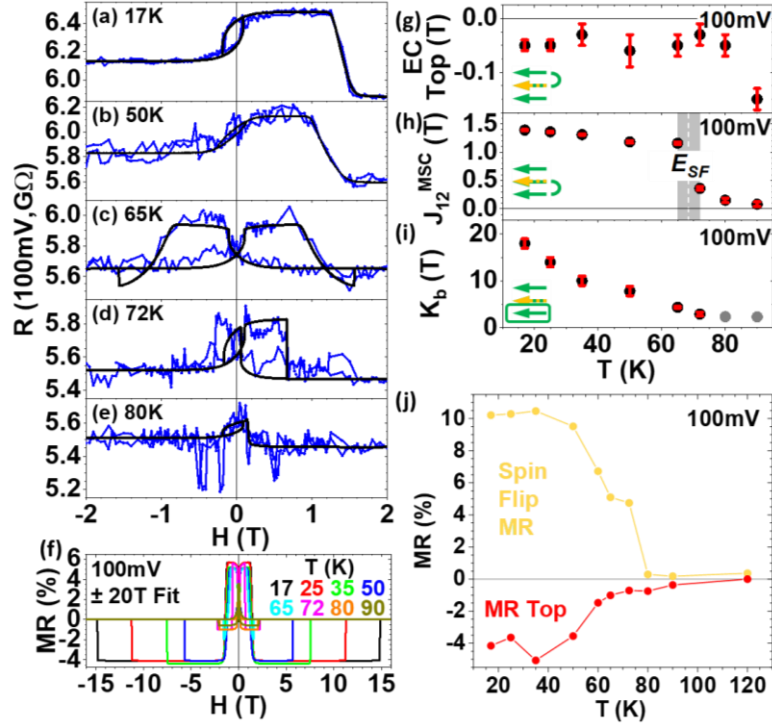 R (100mV,GΩ)
(a) 17K
6.4
6.2
6.0
(b) 50K
6.2
6.0
5.8
5.6
(c) 65K
6.0
5.8
5.6
(d) 72K
5.8
5.6
5.4
(e) 80K
5.6
5.4
5.2
-2 -1 0 1 2
H (T)
(f)
MR (%)
6
4
2
0
-2
-4
100mV
± 20T Fit
T (K)
17 25 35 50
65 72 80 90
-15 -10 -5 0 5 10 15
H (T)
(g)
100mV
EC
Top (T)
0.0
-0.1
(h)
100mV
J12MSC (T)
1.5
1.0
0.5
0.0
ESF
(i)
100mV
Kb (T)
20
10
0
20 40 60 80
T (K)
(j)
100mV
MR (%)
10
8
6
4
2
0
-2
-4
Spin
Flip
MR
MR Top
20 40 60 80 100 120
T (K)